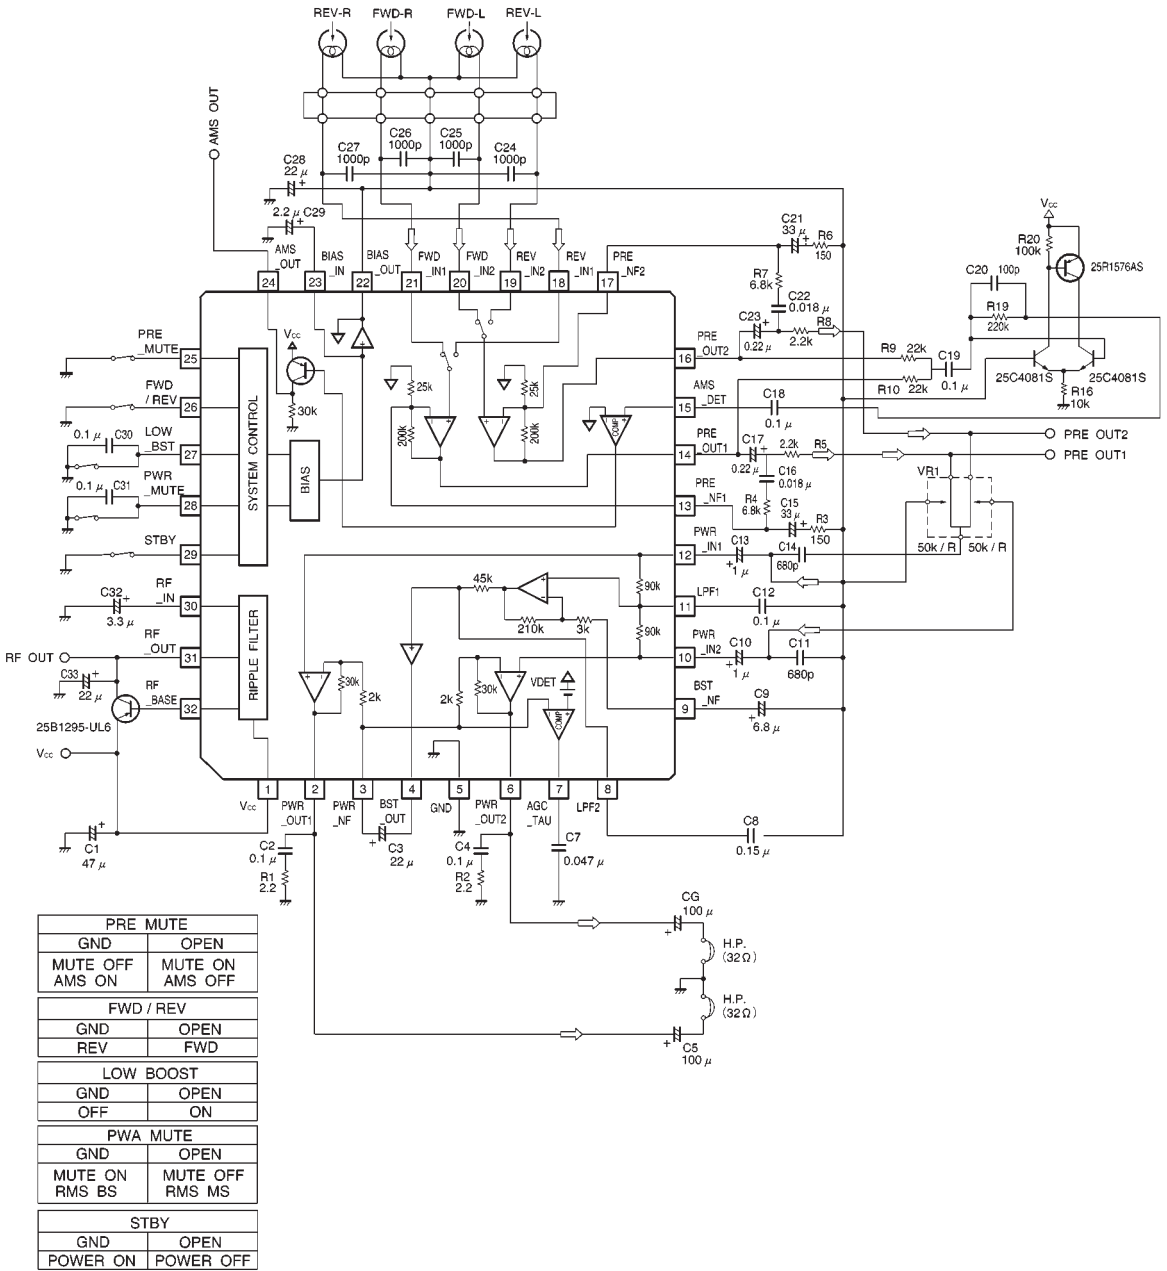 REV-R FWD-R FWD-L REV-L
AMS OUT
C28
22 μ
C27
1000p
C26
1000p
C25
1000p
C24
1000p
2.2 μ C29
AMS
_OUT
BIAS
_IN
BIAS
_OUT
FWD
_IN1
FWD
_IN2
REV
_IN2
REV
_IN1
PRE
_NF2
24 23 22 21 20 19 18 17
C21
33 μ
R6
150
R7
6.8k
C22
0.018 μ
C23
0.22 μ
R8
2.2k
Vcc
R20
100k
25R1576AS
C20
100p
R19
220k
R9
22k
R10
22k
C19
0.1 μ
25C4081S
25C4081S
R16
10k
PRE
_MUTE
25
FWD
/ REV
26
LOW
_BST
27
0.1 μ C30
PWR
_MUTE
28
0.1 μ C31
STBY
29
RF
_IN
30
C32
3.3 μ
RF
_OUT
31
RF OUT
C33
22 μ
RF
_BASE
32
25B1295-UL6
Vcc
SYSTEM CONTROL
BIAS
RIPPLE FILTER
Vcc
30k
25k
200k
25k
200k
COMP
45k
210k
3k
90k
90k
30k
2k
2k
30k
VDET
COMP
PRE
_OUT2
16
AMS
_DET
15
C18
0.1 μ
PRE
_OUT1
14
C17
0.22 μ
2.2k
R5
C16
0.018 μ
PRE
_NF1
13
R4
6.8k
C15
33 μ
R3
150
PWR
_IN1
12
C13
1 μ
C14
680p
LPF1
11
C12
0.1 μ
PWR
_IN2
10
C10
1 μ
C11
680p
BST
_NF
9
C9
6.8 μ
PRE OUT2
PRE OUT1
VR1
50k / R 50k / R
1 2 3 4 5 6 7 8
Vcc
PWR
_OUT1
PWR
_NF
BST
_OUT
GND
PWR
_OUT2
AGC
_TAU
LPF2
C1
47 μ
C2
0.1 μ
R1
2.2
C3
22 μ
C4
0.1 μ
R2
2.2
C7
0.047 μ
C8
0.15 μ
CG
100 μ
H.P.
(32Ω)
H.P.
(32Ω)
C5
100 μ
PRE MUTE
GND OPEN
MUTE OFF MUTE ON
AMS ON AMS OFF
FWD / REV
GND OPEN
REV FWD
LOW BOOST
GND OPEN
OFF ON
PWA MUTE
GND OPEN
MUTE ON MUTE OFF
RMS BS RMS MS
STBY
GND OPEN
POWER ON POWER OFF